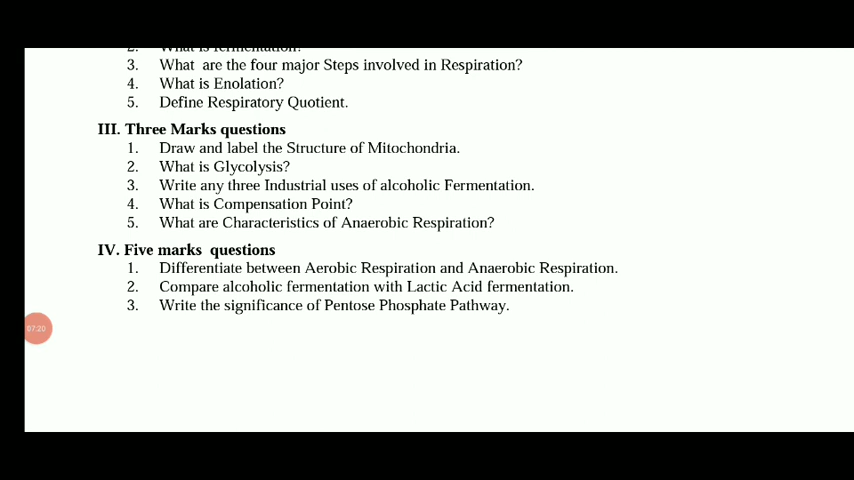 2. What is fermentation?
3. What are the four major Steps involved in Respiration?
4. What is Enolation?
5. Define Respiratory Quotient.
III. Three Marks questions
1. Draw and label the Structure of Mitochondria.
2. What is Glycolysis?
3. Write any three Industrial uses of alcoholic Fermentation.
4. What is Compensation Point?
5. What are Characteristics of Anaerobic Respiration?
IV. Five marks questions
1. Differentiate between Aerobic Respiration and Anaerobic Respiration.
2. Compare alcoholic fermentation with Lactic Acid fermentation.
3. Write the significance of Pentose Phosphate Pathway.
07:20